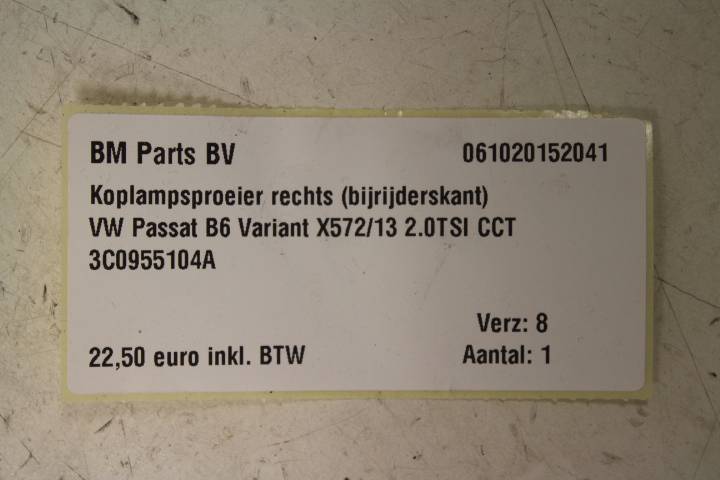 BM Parts BV 061020152041
Koplampsproeier rechts (bijrijderskant)
VW Passat B6 Variant X572/13 2.0TSI CCT
3C0955104A
Verz: 8
22,50 euro inkl. BTW Aantal: 1